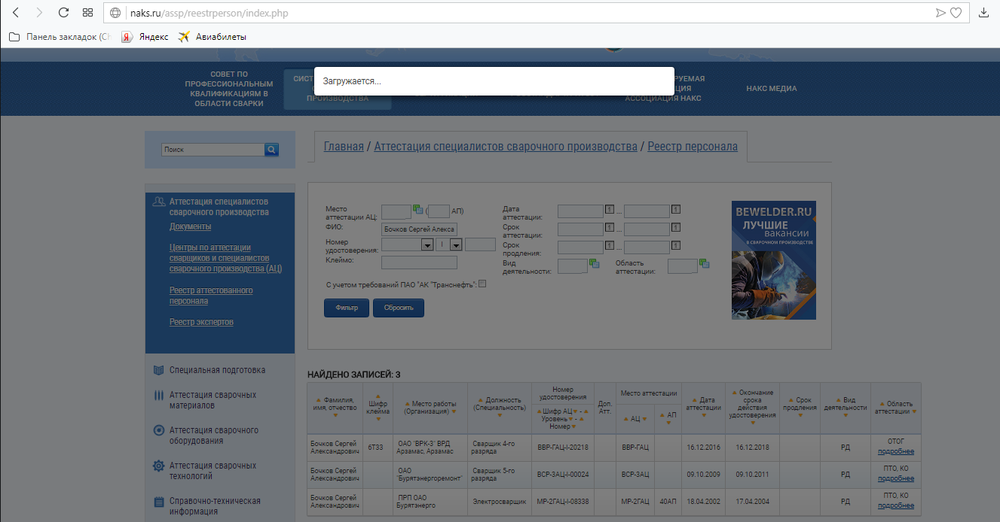 naks.ru/assp/reestrperson/index.php
Панель закладок (Ch
Яндекс
Авиабилеты
СОВЕТ ПО
ПРОФЕССИОНАЛЬНЫМ
КВАЛИФИКАЦИЯМ В
ОБЛАСТИ СВАРКИ
СИСТ
ПРОИЗВОДСТВА
Загружается...
РУЕМАЯ
ЦИЯ
АССОЦИАЦИЯ НАКС
НАКС МЕДИА
Поиск
Главная / Аттестация специалистов сварочного производства / Реестр персонала
Аттестация специалистов
сварочного производства
Документы
Центры по аттестации
сварщиков и специалистов
сварочного производства (АЦ)
Реестр аттестованного
персонала
Реестр экспертов
Специальная подготовка
Аттестация сварочных
материалов
Аттестация сварочного
оборудования
Аттестация сварочных
технологий
Справочно-техническая
информация
Место
аттестации АЦ:
( АП)
ФИО:
Бочков Сергей Алекса
Номер
удостоверения:
I
Клеймо:
Дата
аттестации:
...
Срок
аттестации:
...
Срок
продления:
...
Вид
деятельности:
Область
аттестации:
С учетом требований ПАО "АК "Транснефть":
Фильтр
Сбросить
BEWELDER.RU
ЛУЧШИЕ
вакансии
В СВАРОЧНОМ ПРОИЗВОДСТВЕ
НАЙДЕНО ЗАПИСЕЙ: 3
Фамилия,
имя, отчество
Шифр
клейма
Место работы
(Организация)
Должность
(Специальность)
Номер
удостоверения
Шифр АЦ -
Уровень -
Номер
Доп.
Атт.
Место аттестации
АЦ
АП
Дата
аттестации
Окончание
срока
действия
удостоверения
Срок
продления
Вид
деятельности
Область
аттестации
Бочков Сергей
Александрович
6Т33
ОАО "ВРК-3" ВРД
Арзамас, Арзамас
Сварщик 4-го
разряда
ВВР-ГАЦ-I-20218
ВВР-ГАЦ
16.12.2016
16.12.2018
РД
ОТОГ
подробнее
Бочков Сергей
Александрович
ОАО
"Бурятэнергоремонт"
Сварщик 5-го
разряда
ВСР-3АЦ-I-00024
ВСР-3АЦ
09.10.2009
09.10.2011
РД
ПТО, КО
подробнее
Бочков Сергей
Александрович
ПРП ОАО
Бурятэнерго
Электросварщик
МР-2ГАЦ-I-08338
МР-2ГАЦ
40АП
18.04.2002
17.04.2004
РД
ПТО, КО
подробнее